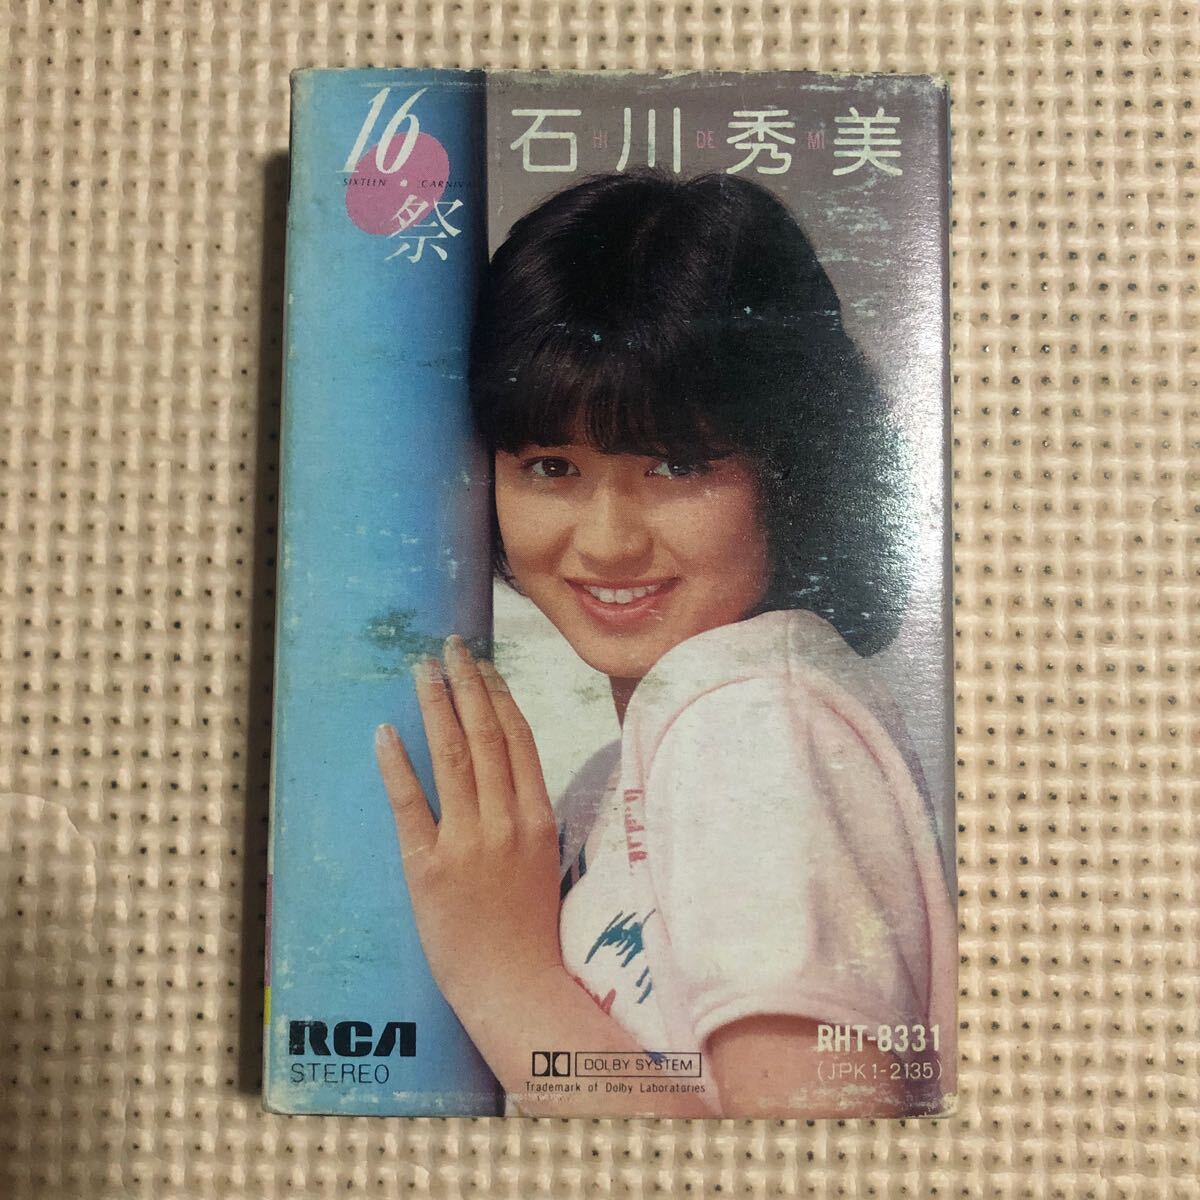 16・祭
SIXTEEN CARNIVAL
石川秀美
HI DE MI
RCA
STEREO
DOLBY SYSTEM
Trademark of Dolby Laboratories
RHT-8331
(JPK1-2135)